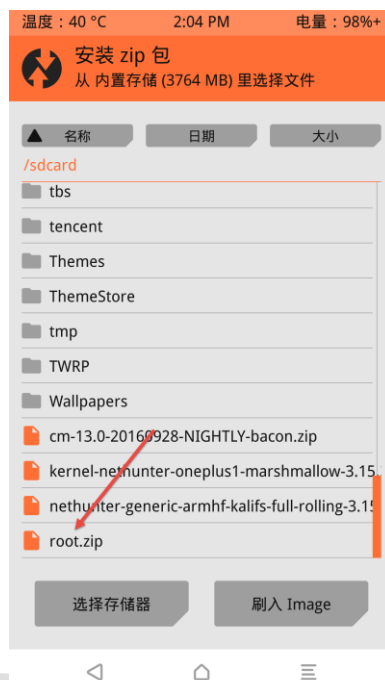 温度：40 °C 2:04 PM 电量：98%+
安装 zip 包
从 内置存储 (3764 MB) 里选择文件
名称 日期 大小
/sdcard
tbs
tencent
Themes
ThemeStore
tmp
TWRP
Wallpapers
cm-13.0-20160928-NIGHTLY-bacon.zip
kernel-nethunter-oneplus1-marshmallow-3.15.
nethunter-generic-armhf-kalifs-full-rolling-3.15
root.zip
选择存储器 刷入 Image